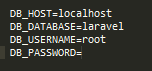 DB_HOST=localhost
DB_DATABASE=laravel
DB_USERNAME=root
DB_PASSWORD=